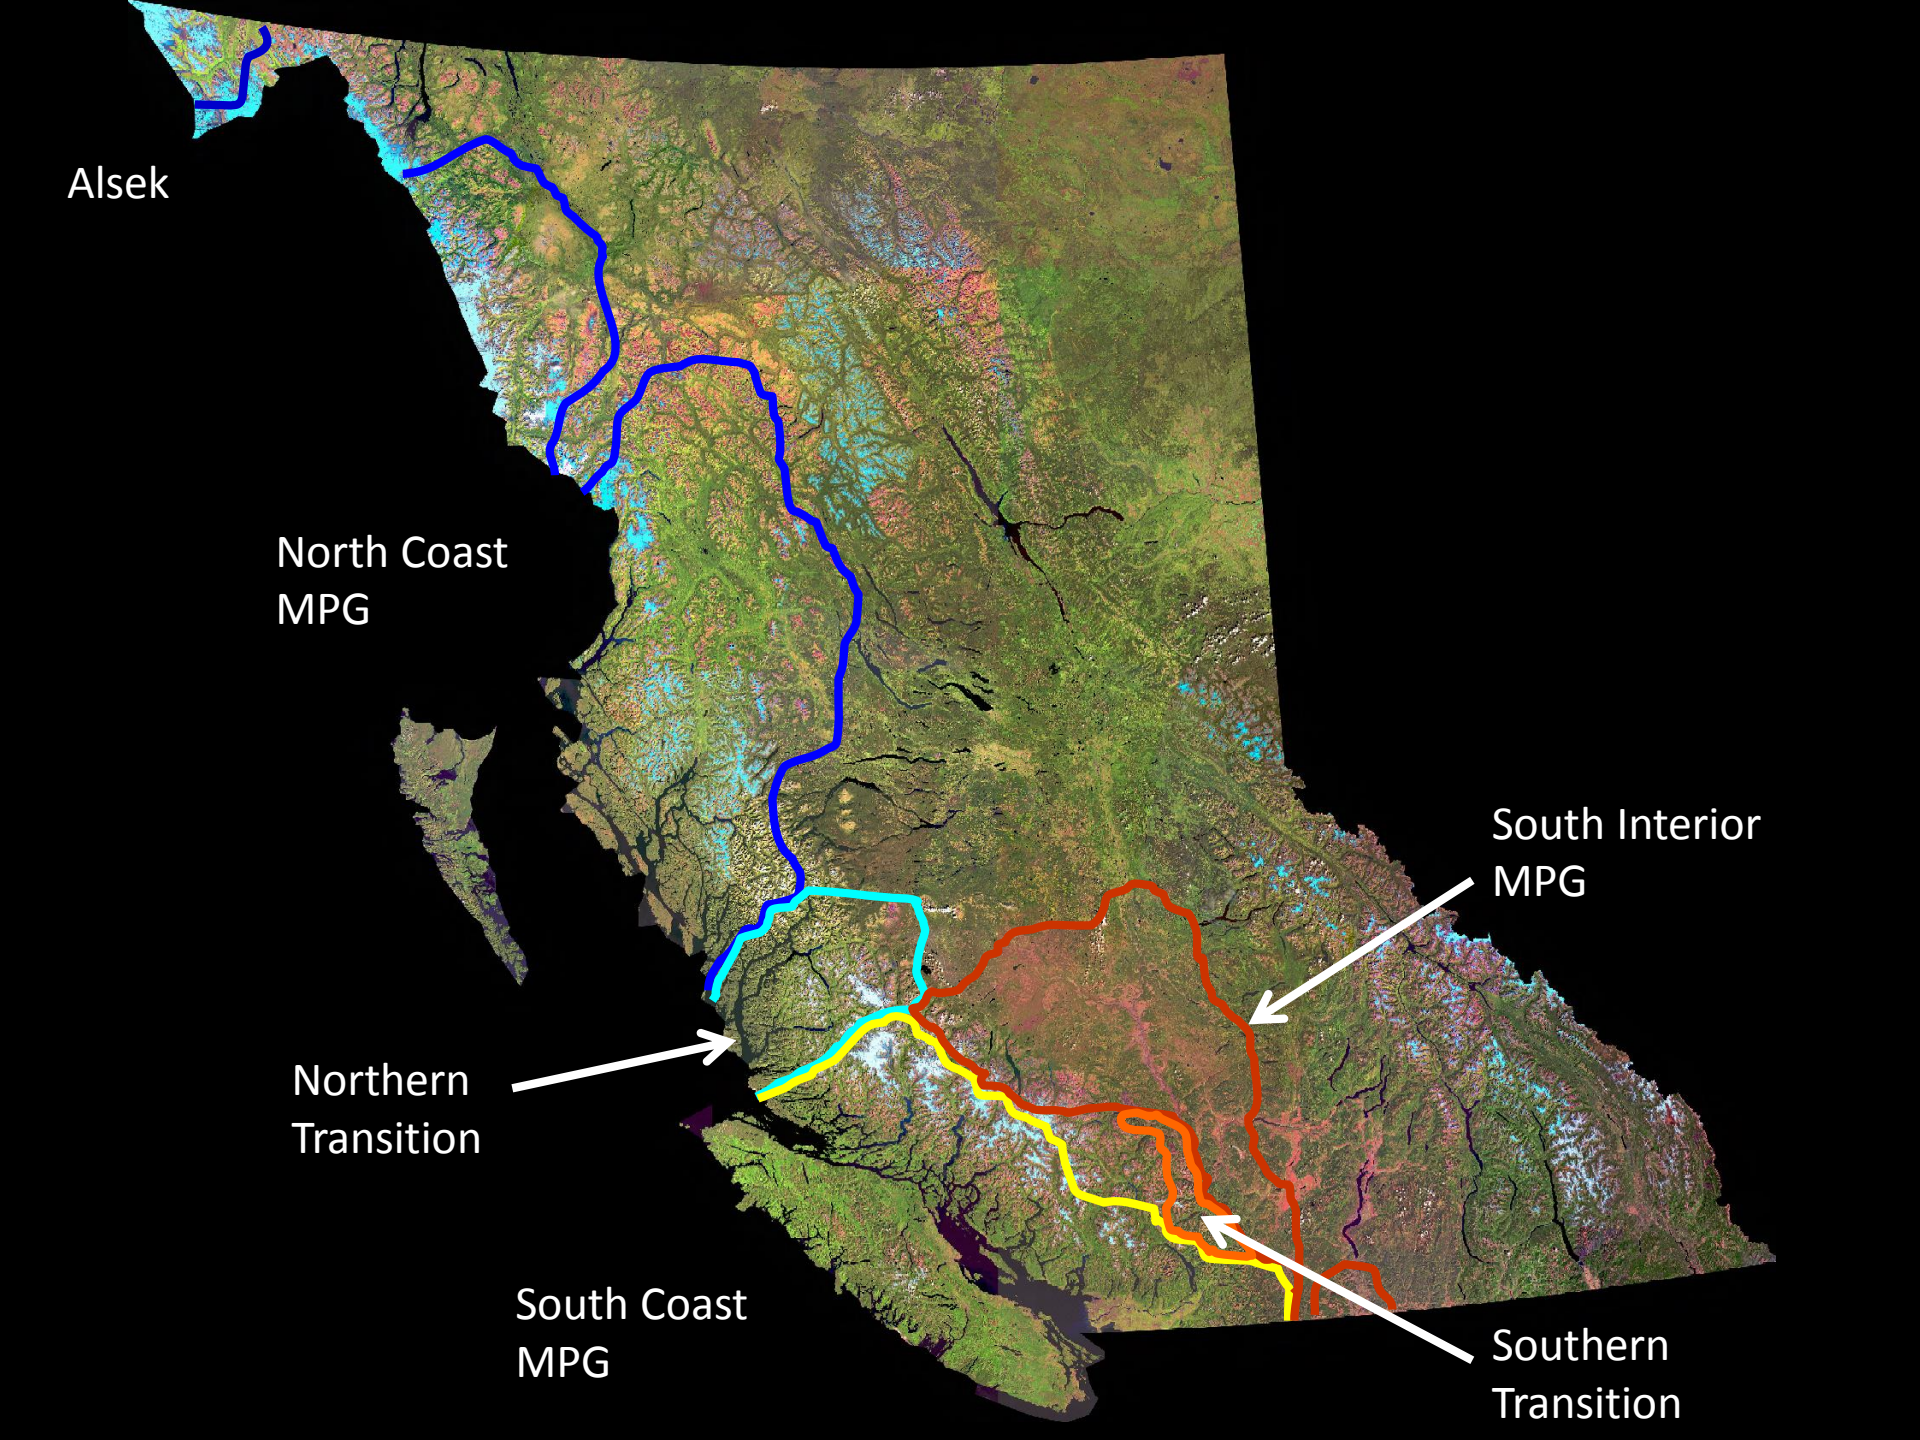 Alsek
North Coast
MPG
South Interior
MPG
Northern
Transition
South Coast
MPG
Southern
Transition